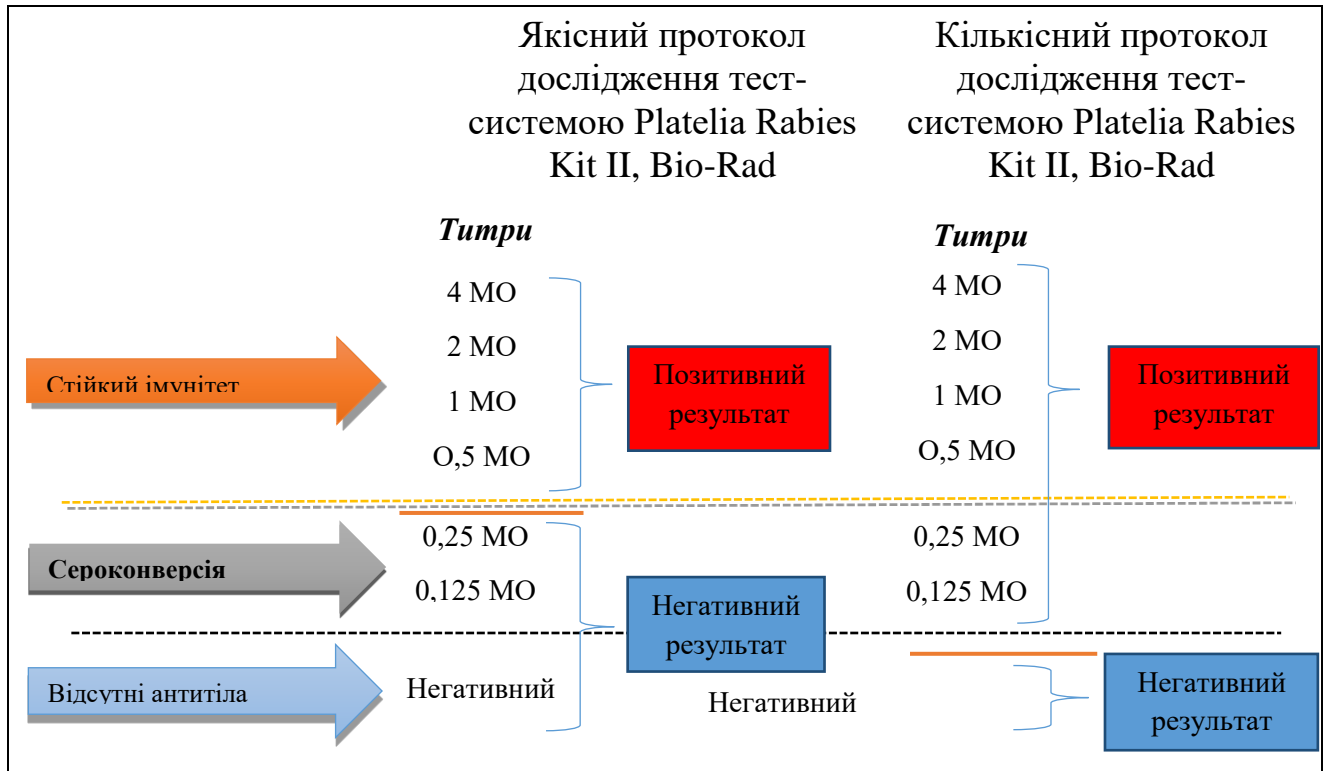 Якісний протокол
дослідження тест-
системою Platelia Rabies
Kit II, Bio-Rad
Кількісний протокол
дослідження тест-
системою Platelia Rabies
Kit II, Bio-Rad
Титри
Титри
4 МО
4 МО
2 МО
2 МО
Стійкий імунітет
Позитивний
результат
Позитивний
результат
1 МО
1 МО
О,5 МО
О,5 МО
0,25 МО
0,25 МО
Сероконверсія
0,125 МО
0,125 МО
Негативний
результат
Відсутні антитіла
Негативний
Негативний
Негативний
результат